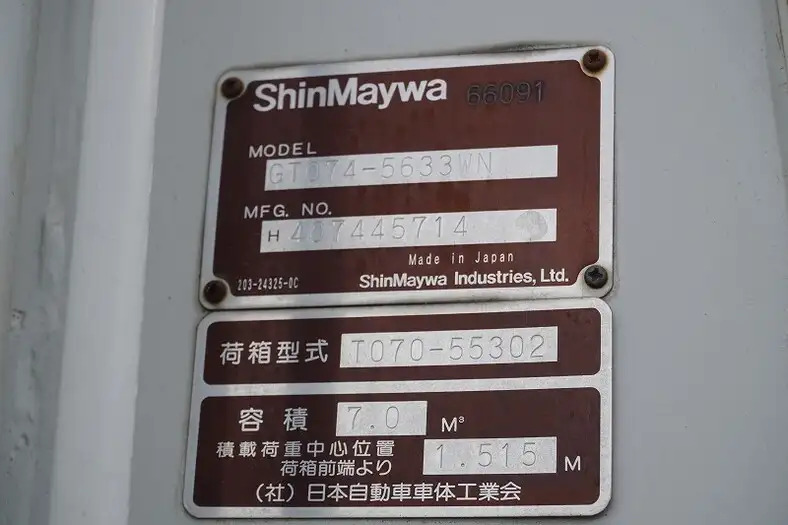 ShinMaywa 66091
MODEL
GT074-5633WN
MFG. NO.
H 407445714
Made in Japan
203-24325-0C ShinMaywa Industries, Ltd.
荷箱型式 T070-55302
容積 7.0 M³
積載荷重中心位置
荷箱前端より 1.515 M
(社)日本自動車車体工業会